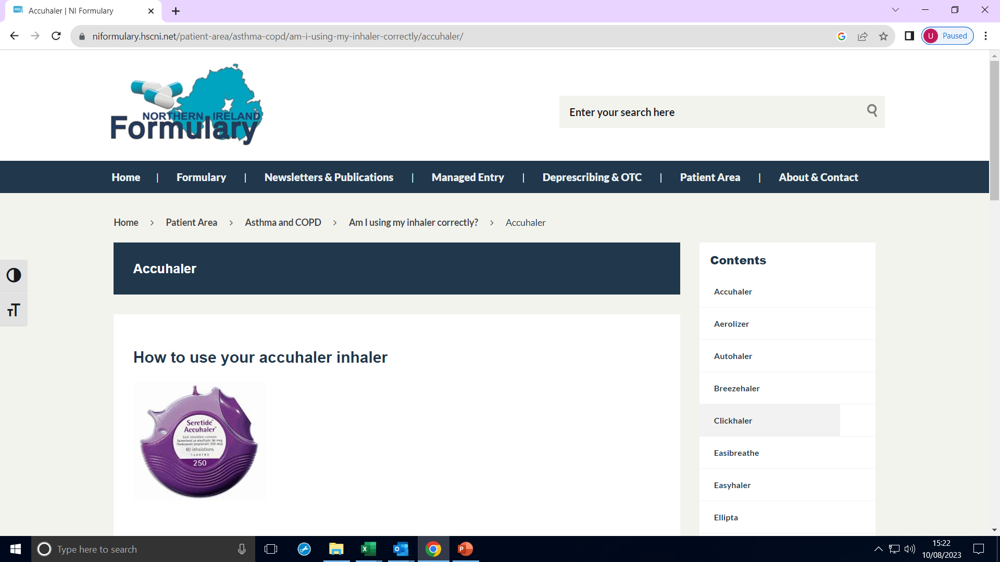 Accuhaler | NI Formulary
niformulary.hscni.net/patient-area/asthma-copd/am-i-using-my-inhaler-correctly/accuhaler/
U Paused
NORTHERN IRELAND
Formulary
Enter your search here
Home | Formulary | Newsletters & Publications | Managed Entry | Deprescribing & OTC | Patient Area | About & Contact
Home > Patient Area > Asthma and COPD > Am I using my inhaler correctly? > Accuhaler
Accuhaler
How to use your accuhaler inhaler
Seretide™
Accuhaler™
Each inhalation contains
Salmeterol as xinafoate 50 mcg
Fluticasone propionate 250 mcg
60 inhalations
250
Contents
Accuhaler
Aerolizer
Autohaler
Breezehaler
Clickhaler
Easibreathe
Easyhaler
Ellipta
Type here to search
15:22
10/08/2023